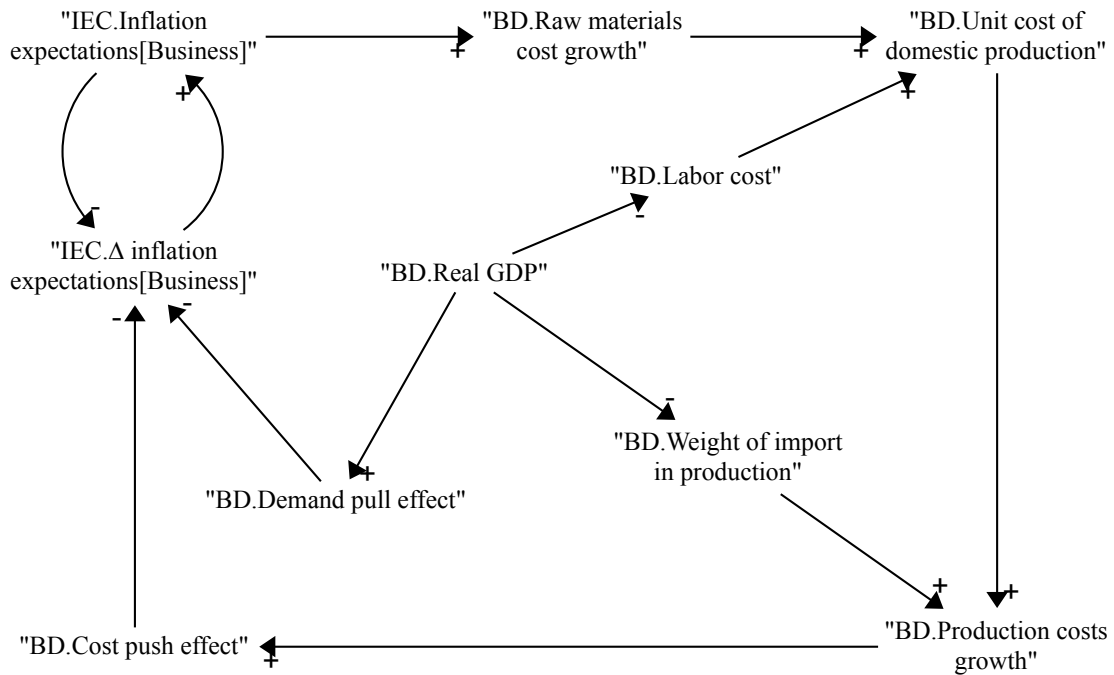 "IEC.Inflation
expectations[Business]"
"BD.Raw materials
cost growth"
"BD.Unit cost of
domestic production"
+
+
+
+
"BD.Labor cost"
-
-
"IEC.Δ inflation
expectations[Business]"
"BD.Real GDP"
-
-
-
"BD.Weight of import
in production"
+
"BD.Demand pull effect"
+
+
"BD.Cost push effect"
+
"BD.Production costs
growth"